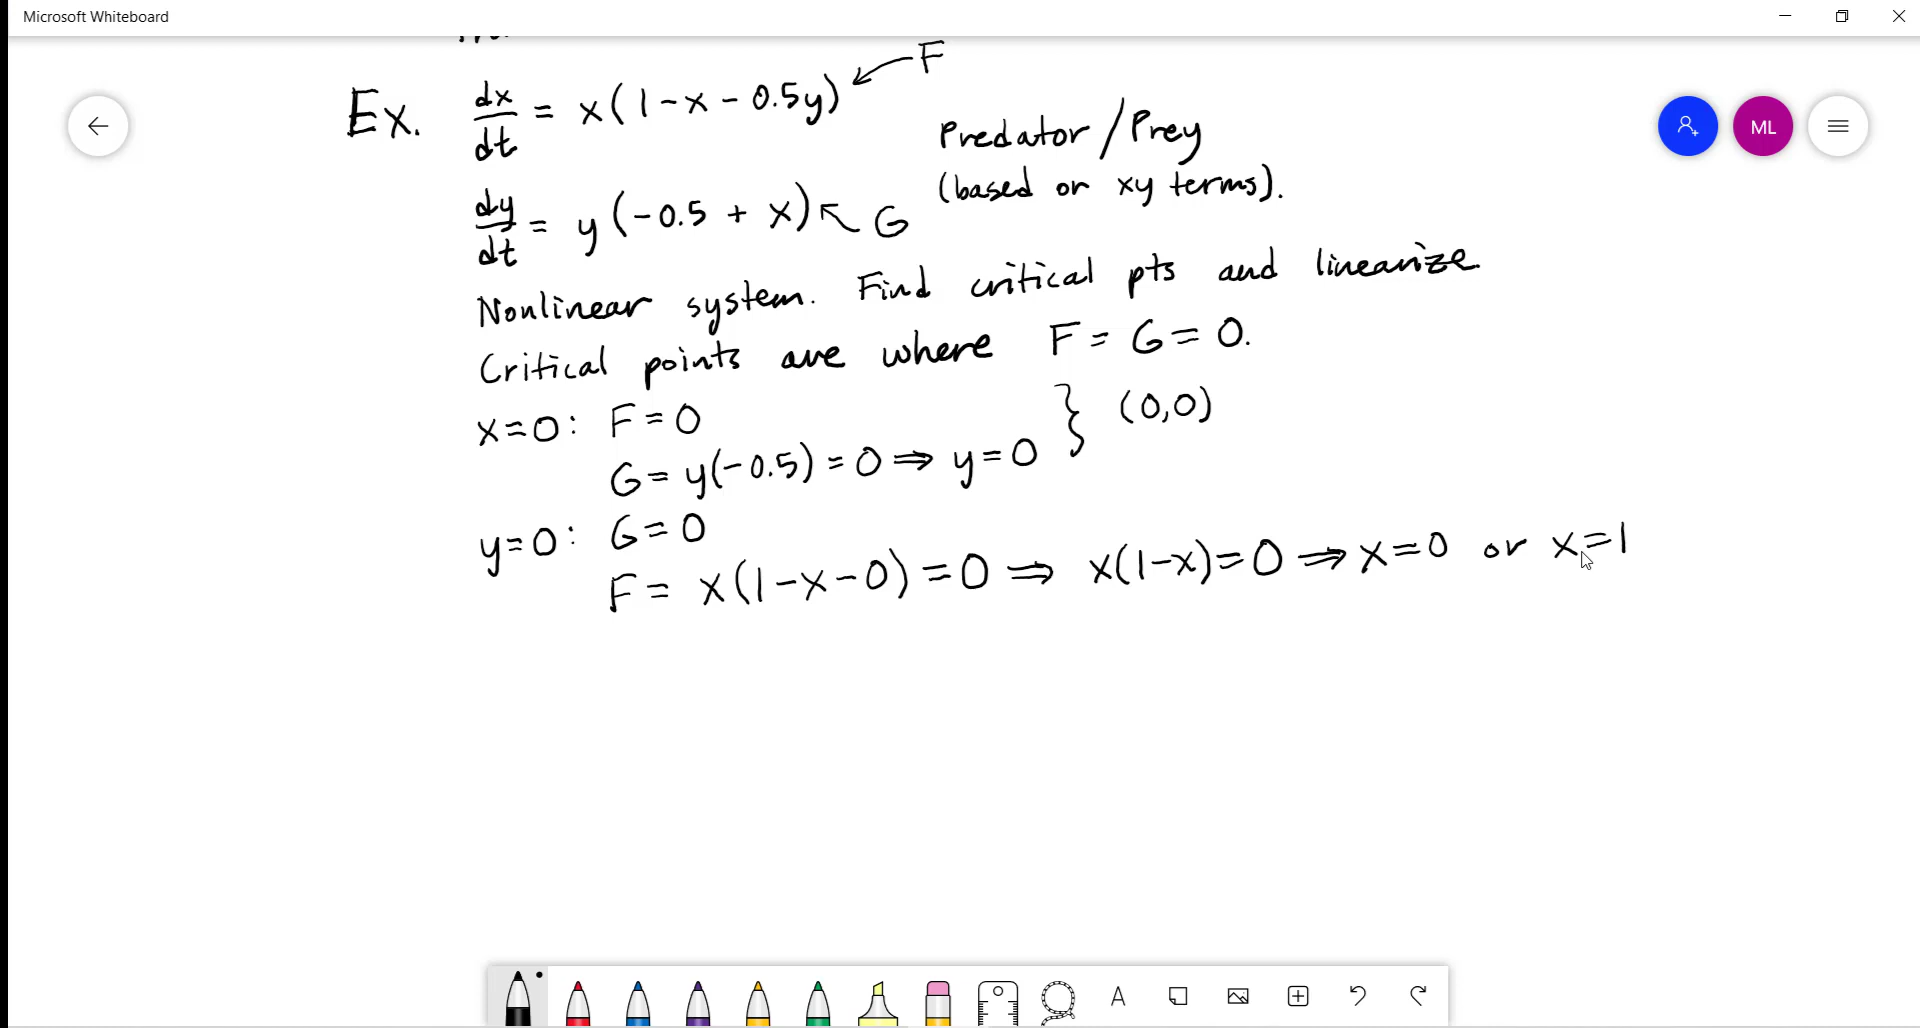 Microsoft Whiteboard
Ex. dx/dt = x(1-x-0.5y) ← F
ML
Predator/Prey
(based on xy terms).
dy/dt = y(-0.5 + x) ← G
Nonlinear system. Find critical pts and linearize.
Critical points are where F = G = 0.
x=0: F=0
G= y(-0.5) = 0 ⇒ y=0 } (0,0)
y=0: G=0
F= x(1-x-0) = 0 ⇒ x(1-x)=0 ⇒ x=0 or x=1
A